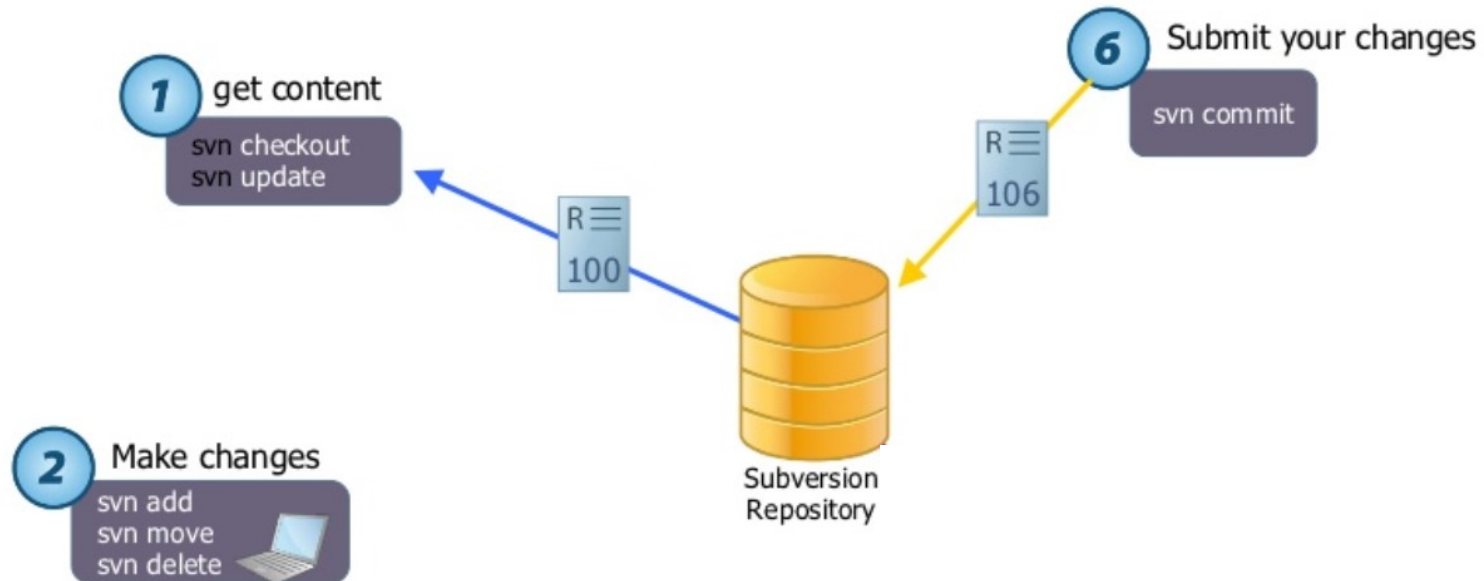 1 get content
svn checkout
svn update
R
100
2 Make changes
svn add
svn move
svn delete
Subversion
Repository
6 Submit your changes
svn commit
R
106